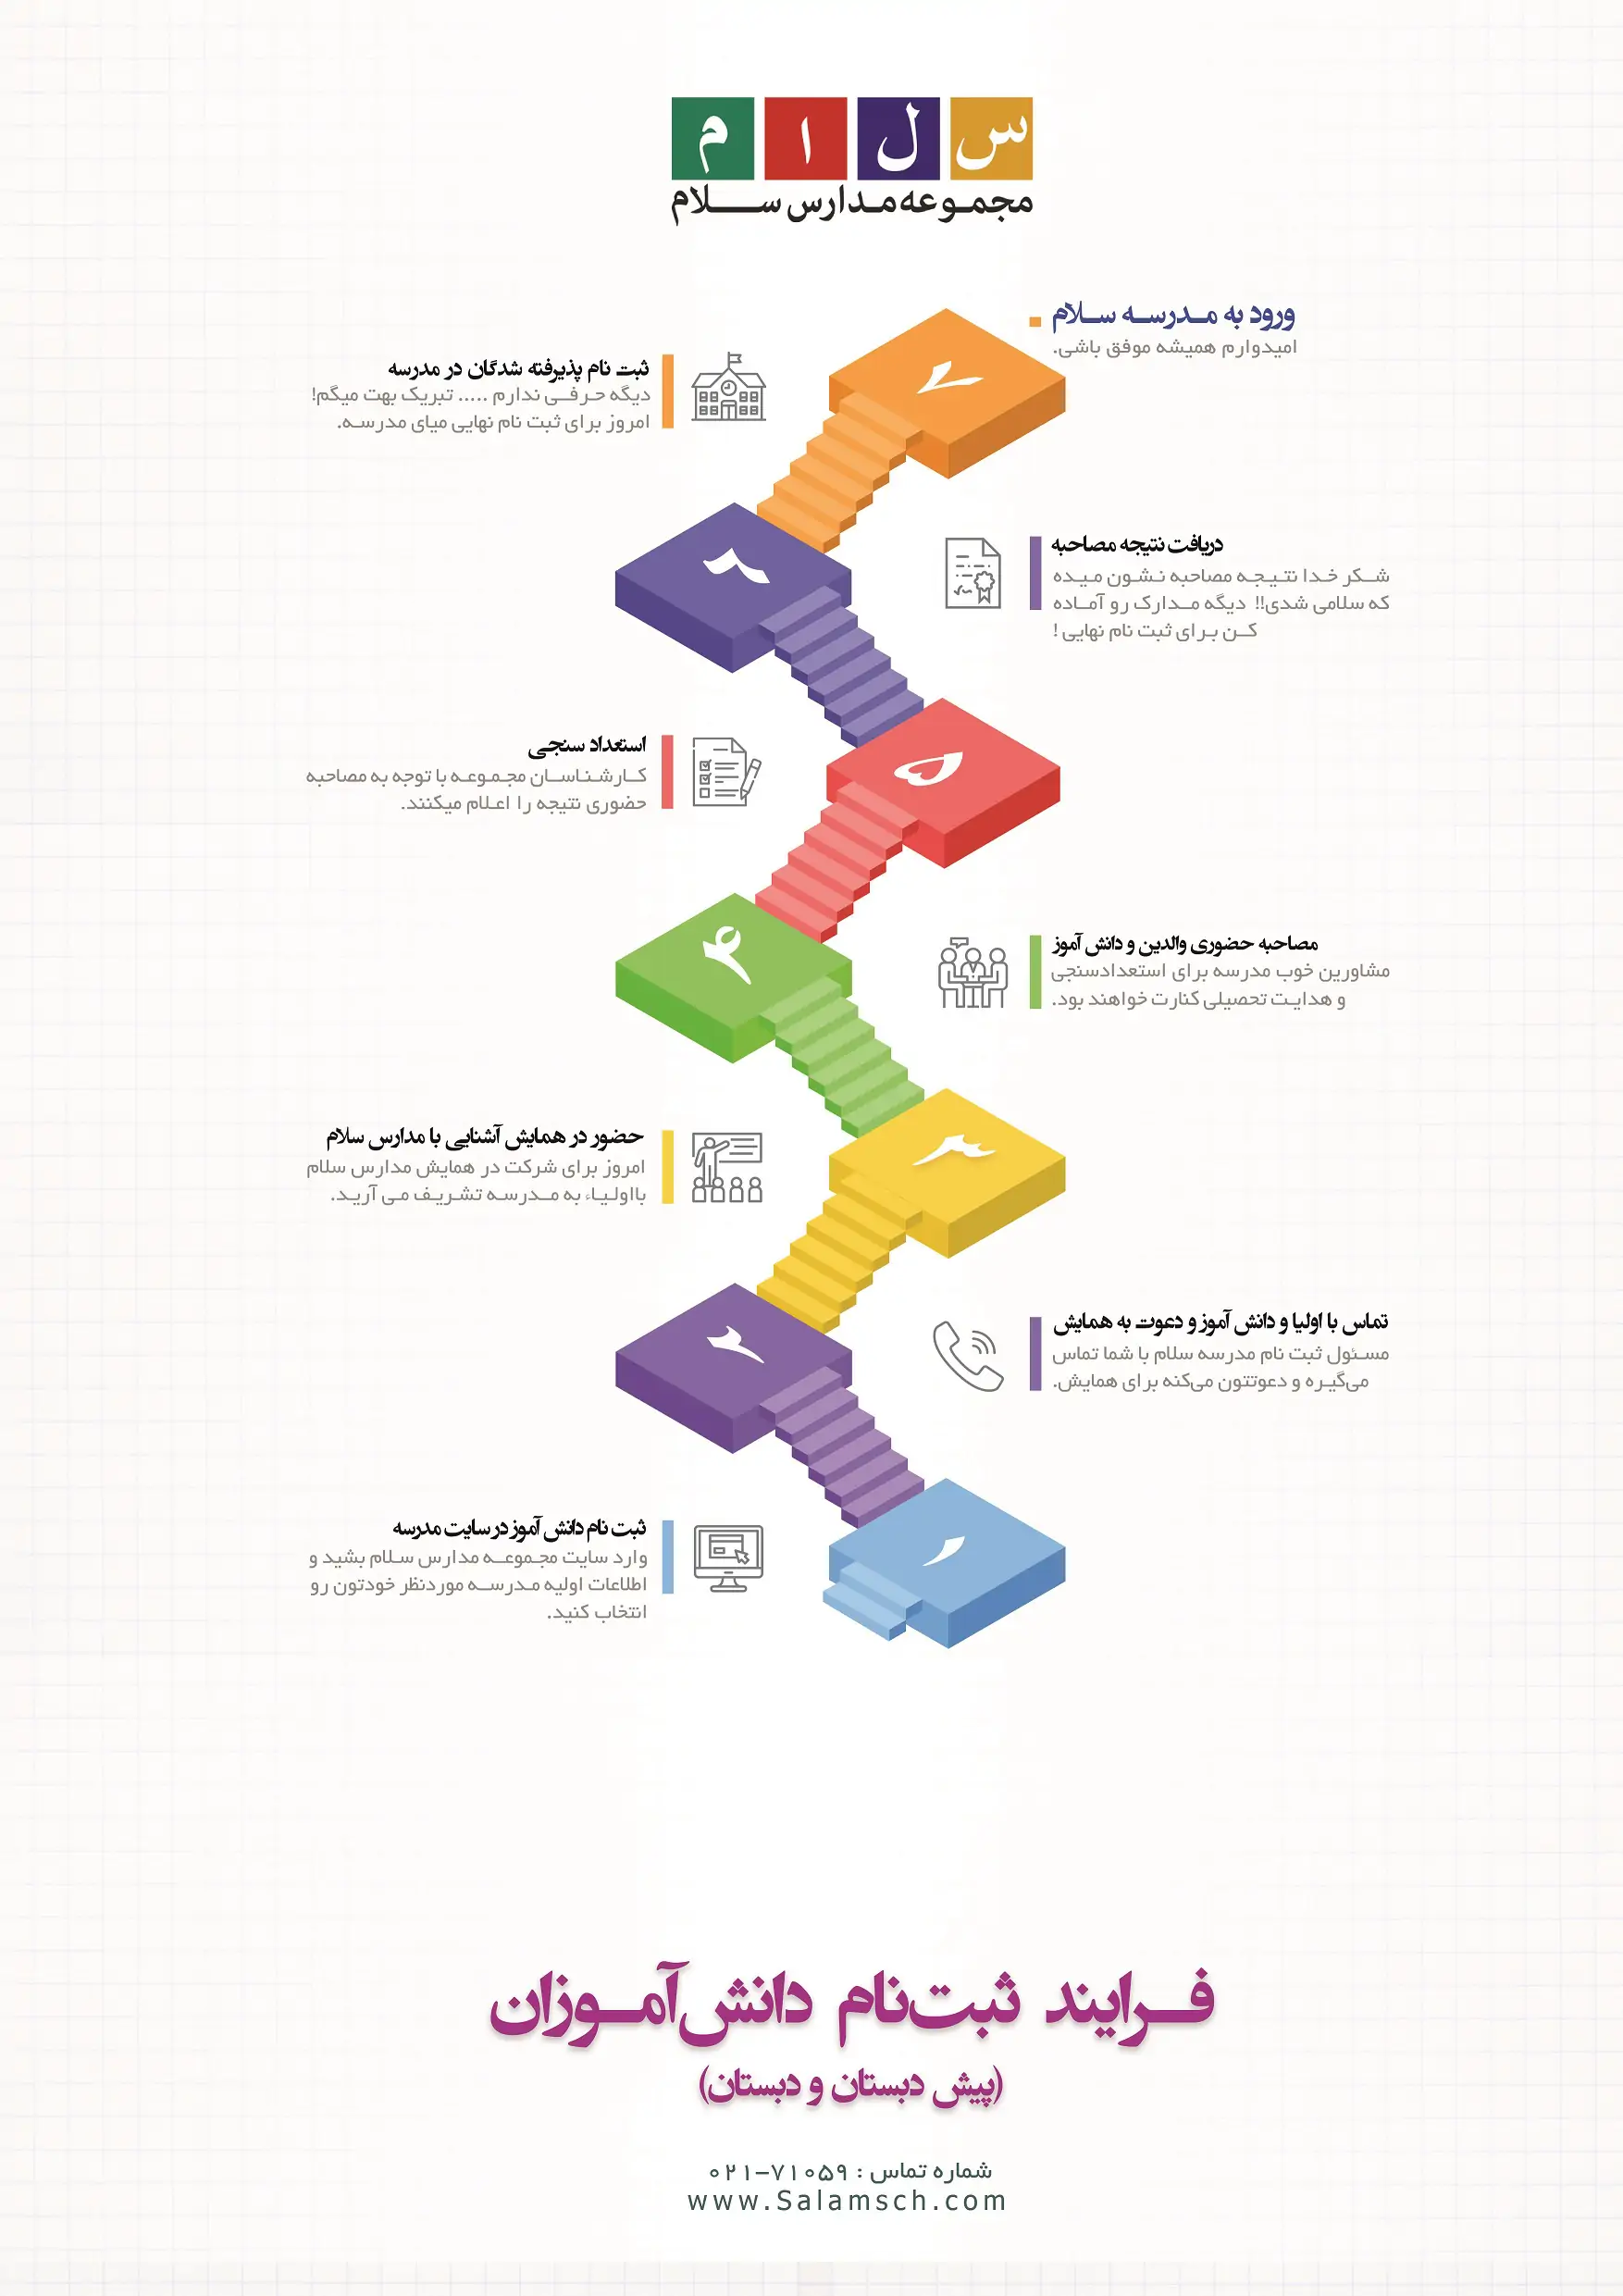 س ل ا م
مجموعه مدارس سلام
ورود به مدرسه سلام
امیدوارم همیشه موفق باشی.
۷
ثبت نام پذیرفته شدگان در مدرسه
دیگه حرفی ندارم ..... تبریک بهت میگم!
امروز برای ثبت نام نهایی میای مدرسه.
۶
دریافت نتیجه مصاحبه
شکر خدا نتیجه مصاحبه نشون میده
که سلامی شدی!! دیگه مدارک رو آماده
کن برای ثبت نام نهایی !
۵
استعداد سنجی
کارشناسان مجموعه با توجه به مصاحبه
حضوری نتیجه را اعلام میکنند.
۴
مصاحبه حضوری والدین و دانش آموز
مشاورین خوب مدرسه برای استعدادسنجی
و هدایت تحصیلی کنارت خواهند بود.
۳
حضور در همایش آشنایی با مدارس سلام
امروز برای شرکت در همایش مدارس سلام
بااولیاء به مدرسه تشریف می آرید.
۲
تماس با اولیا و دانش آموز و دعوت به همایش
مسئول ثبت نام مدرسه سلام با شما تماس
می‌گیره و دعوتتون می‌کنه برای همایش.
۱
ثبت نام دانش آموز در سایت مدرسه
وارد سایت مجموعه مدارس سلام بشید و
اطلاعات اولیه مدرسه موردنظر خودتون رو
انتخاب کنید.
فرایند ثبت‌نام دانش‌آموزان
(پیش دبستان و دبستان)
شماره تماس : ۷۱۰۵۹-۰۲۱
www.Salamsch.com